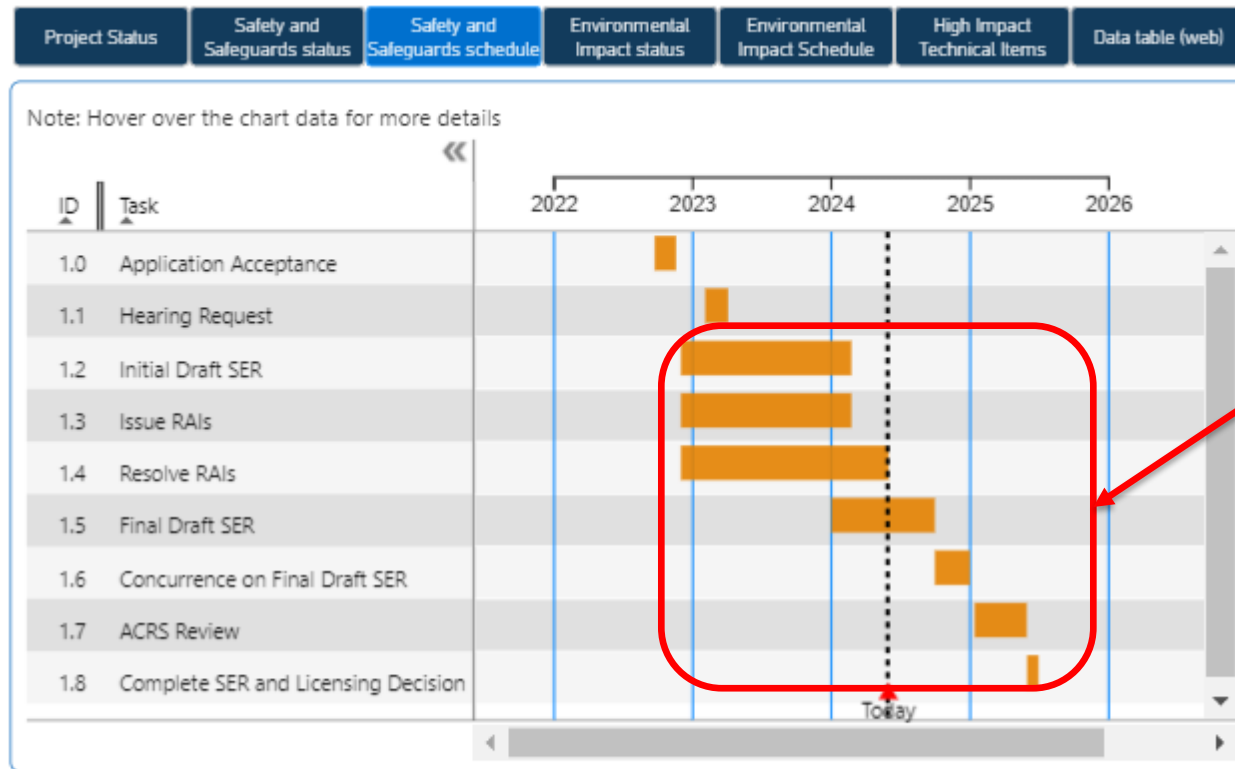 Project Status
Safety and
Safeguards status
Safety and
Safeguards schedule
Environmental
Impact status
Environmental
Impact Schedule
High Impact
Technical Items
Data table (web)
Note: Hover over the chart data for more details
ID Task
2022 2023 2024 2025 2026
1.0 Application Acceptance
1.1 Hearing Request
1.2 Initial Draft SER
1.3 Issue RAIs
1.4 Resolve RAIs
1.5 Final Draft SER
1.6 Concurrence on Final Draft SER
1.7 ACRS Review
1.8 Complete SER and Licensing Decision
Today